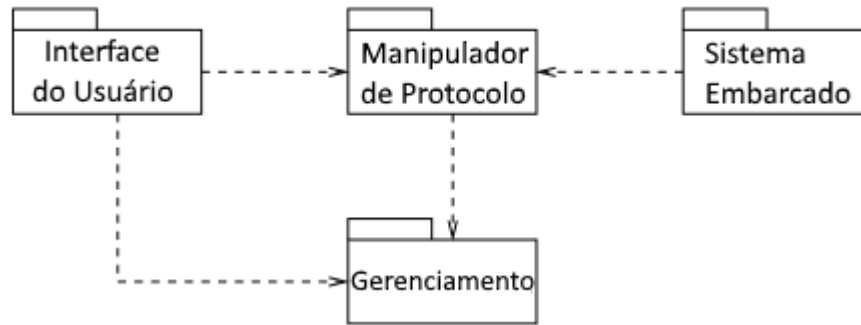 Interface
do Usuário
Manipulador
de Protocolo
Sistema
Embarcado
Gerenciamento